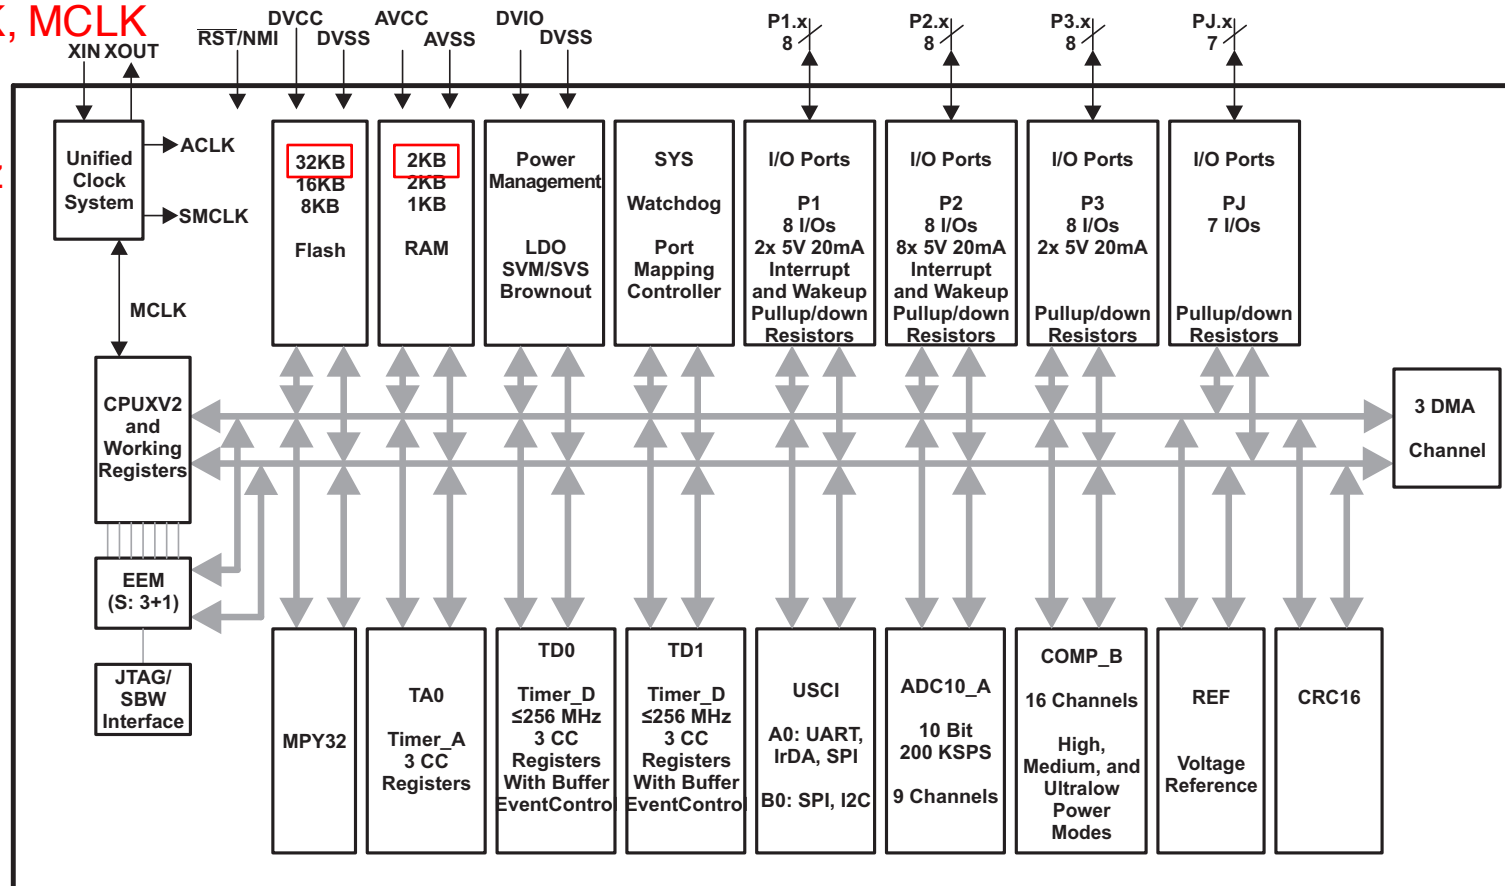 K, MCLK
XIN XOUT
RST/NMI
DVCC
DVSS
AVCC
AVSS
DVIO
DVSS
P1.x
8
P2.x
8
P3.x
8
PJ.x
7
Unified
Clock
System
ACLK
SMCLK
MCLK
32KB
16KB
8KB
Flash
2KB
2KB
1KB
RAM
Power
Management
LDO
SVM/SVS
Brownout
SYS
Watchdog
Port
Mapping
Controller
I/O Ports
P1
8 I/Os
2x 5V 20mA
Interrupt
and Wakeup
Pullup/down
Resistors
I/O Ports
P2
8 I/Os
8x 5V 20mA
Interrupt
and Wakeup
Pullup/down
Resistors
I/O Ports
P3
8 I/Os
2x 5V 20mA
Pullup/down
Resistors
I/O Ports
PJ
7 I/Os
Pullup/down
Resistors
CPUXV2
and
Working
Registers
3 DMA
Channel
EEM
(S: 3+1)
JTAG/
SBW
Interface
MPY32
TA0
Timer_A
3 CC
Registers
TD0
Timer_D
≤256 MHz
3 CC
Registers
With Buffer
EventControl
TD1
Timer_D
≤256 MHz
3 CC
Registers
With Buffer
EventControl
USCI
A0: UART,
IrDA, SPI
B0: SPI, I2C
ADC10_A
10 Bit
200 KSPS
9 Channels
COMP_B
16 Channels
High,
Medium, and
Ultralow
Power
Modes
REF
Voltage
Reference
CRC16